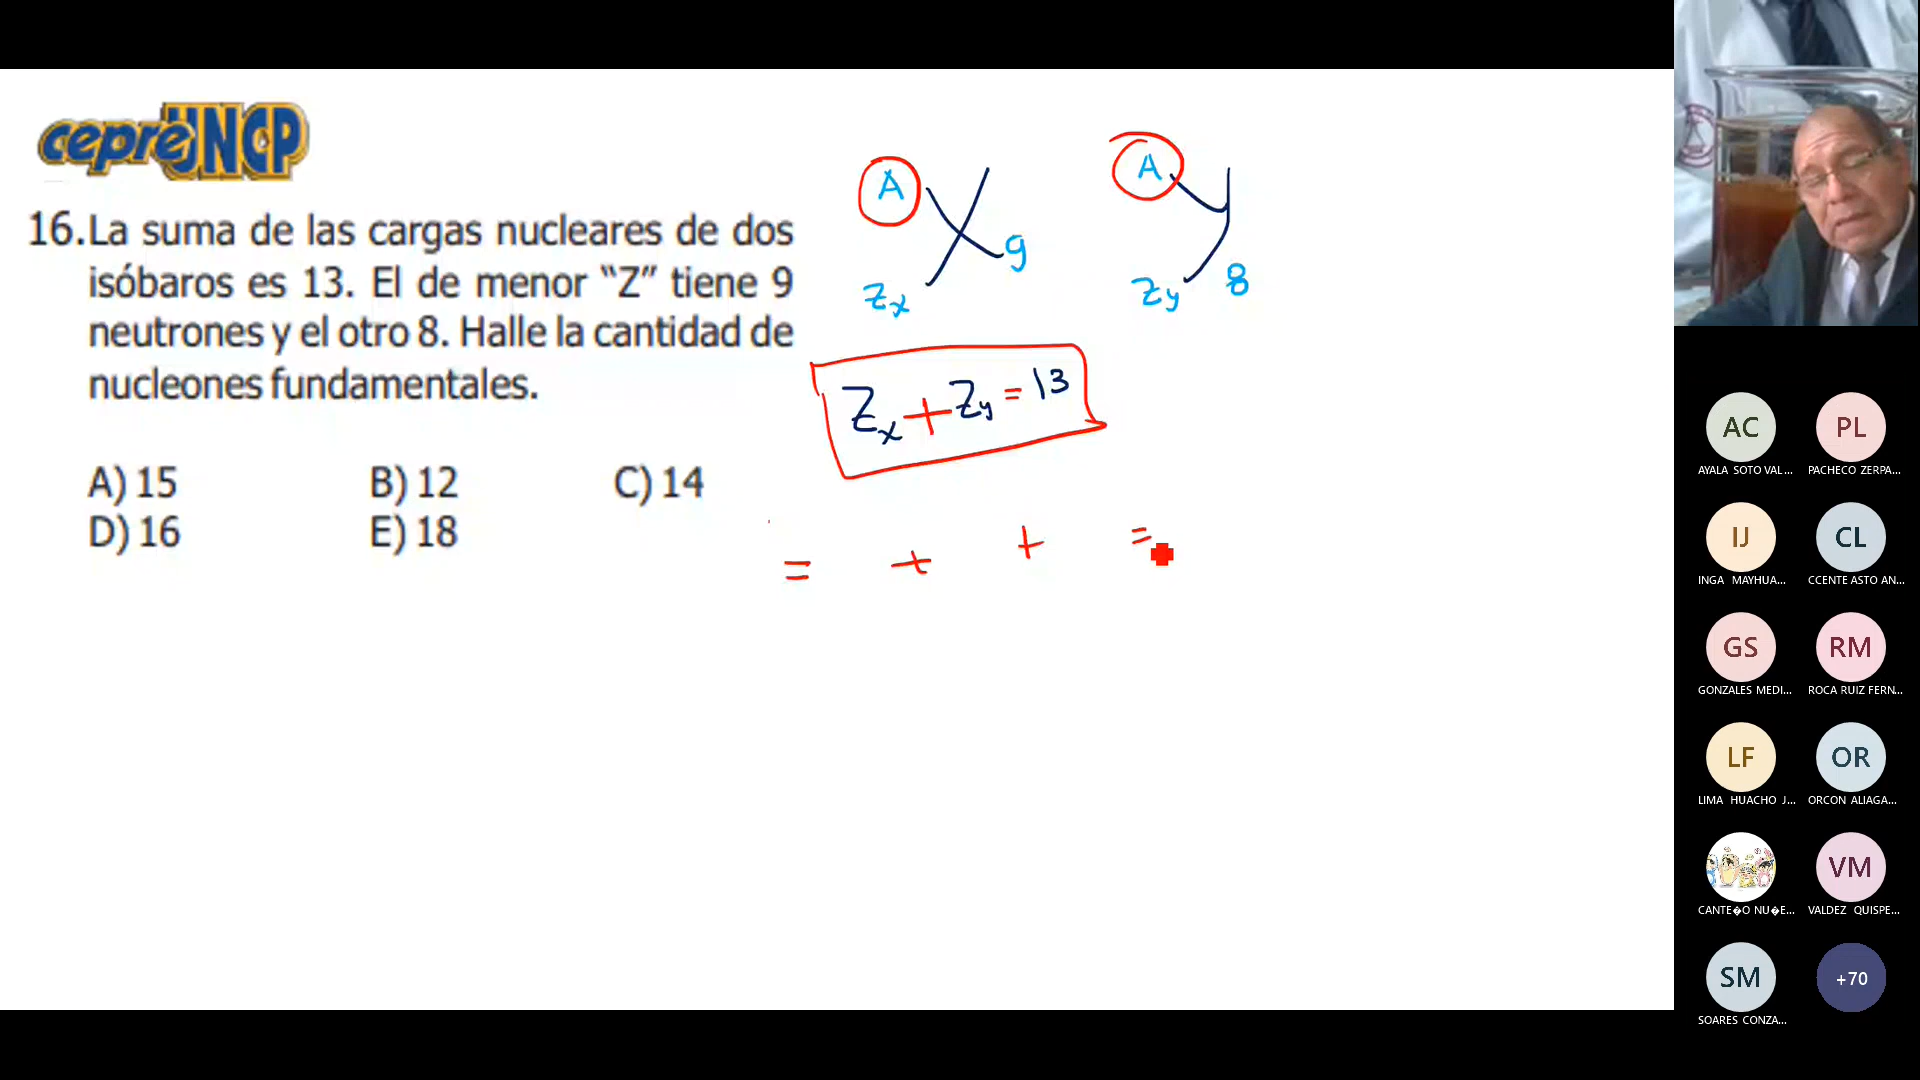 cepreUNCP
16.La suma de las cargas nucleares de dos
isóbaros es 13. El de menor “Z” tiene 9
neutrones y el otro 8. Halle la cantidad de
nucleones fundamentales.
A) 15 B) 12 C) 14
D) 16 E) 18
A X 9
Zx
A Y 8
Zy
Zx + Zy = 13
= + + =
AC PL
AYALA SOTO VAL... PACHECO ZERPA...
IJ CL
INGA MAYHUA... CCENTE ASTO AN...
GS RM
GONZALES MEDI... ROCA RUIZ FERN...
LF OR
LIMA HUACHO J... ORCON ALIAGA...
VM
CANTE�O NU�E... VALDEZ QUISPE...
SM +70
SOARES CONZA...